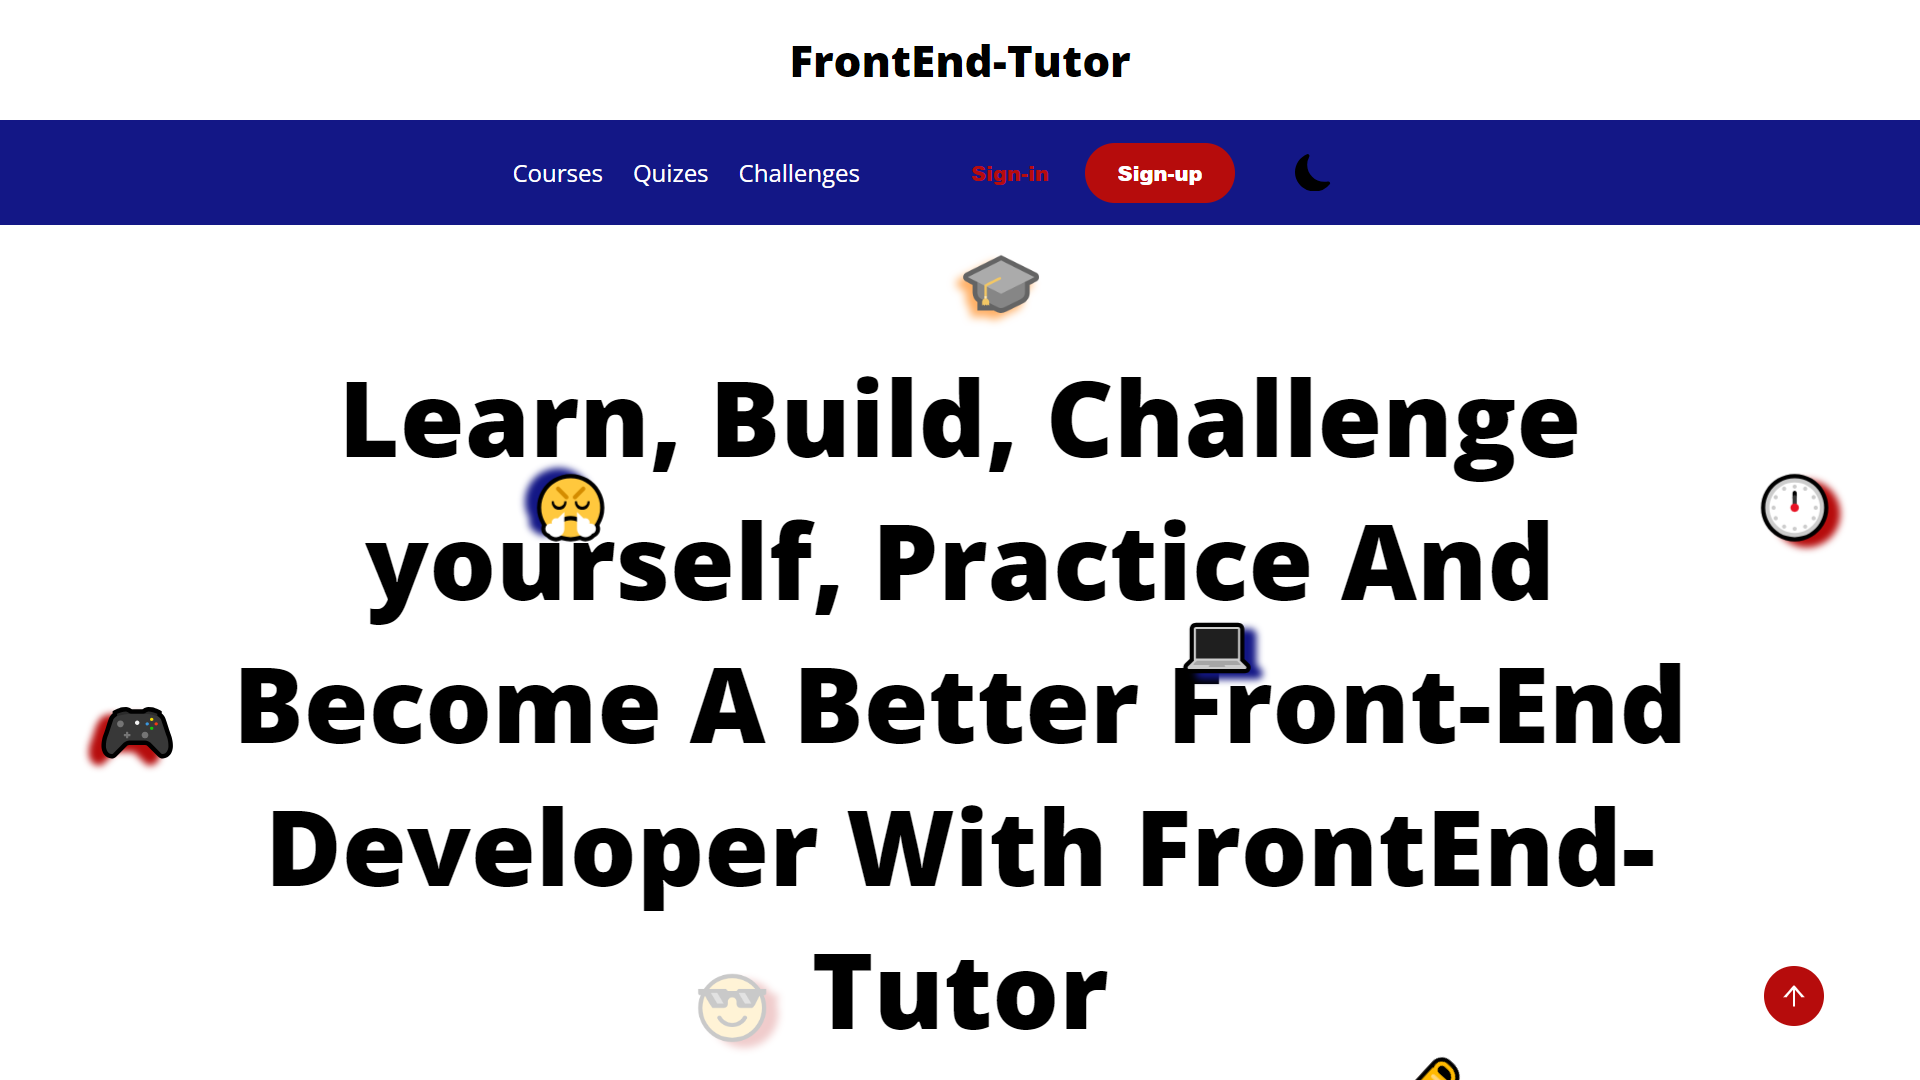 FrontEnd-Tutor
Courses Quizes Challenges Sign-in Sign-up
Learn, Build, Challenge
yourself, Practice And
Become A Better Front-End
Developer With FrontEnd-
Tutor